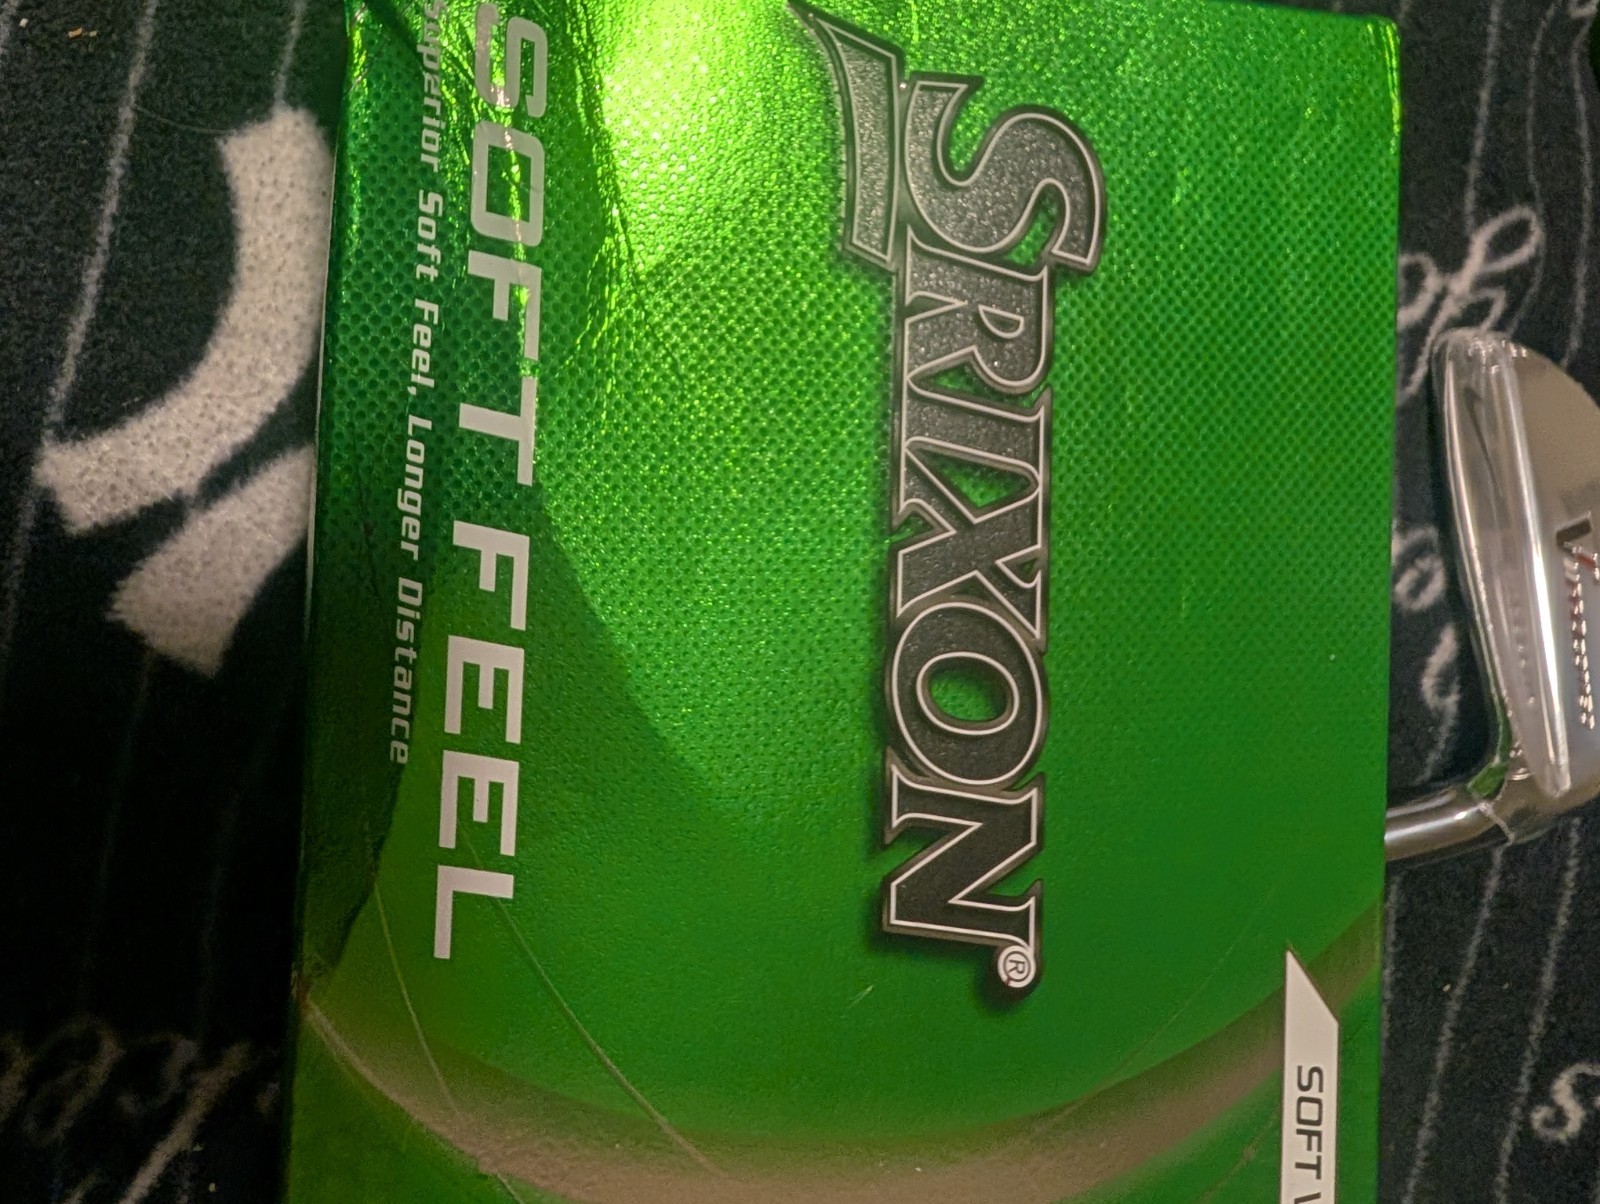 SRIXON®
SOFT FEEL
Superior Soft Feel, Longer Distance
SOFT